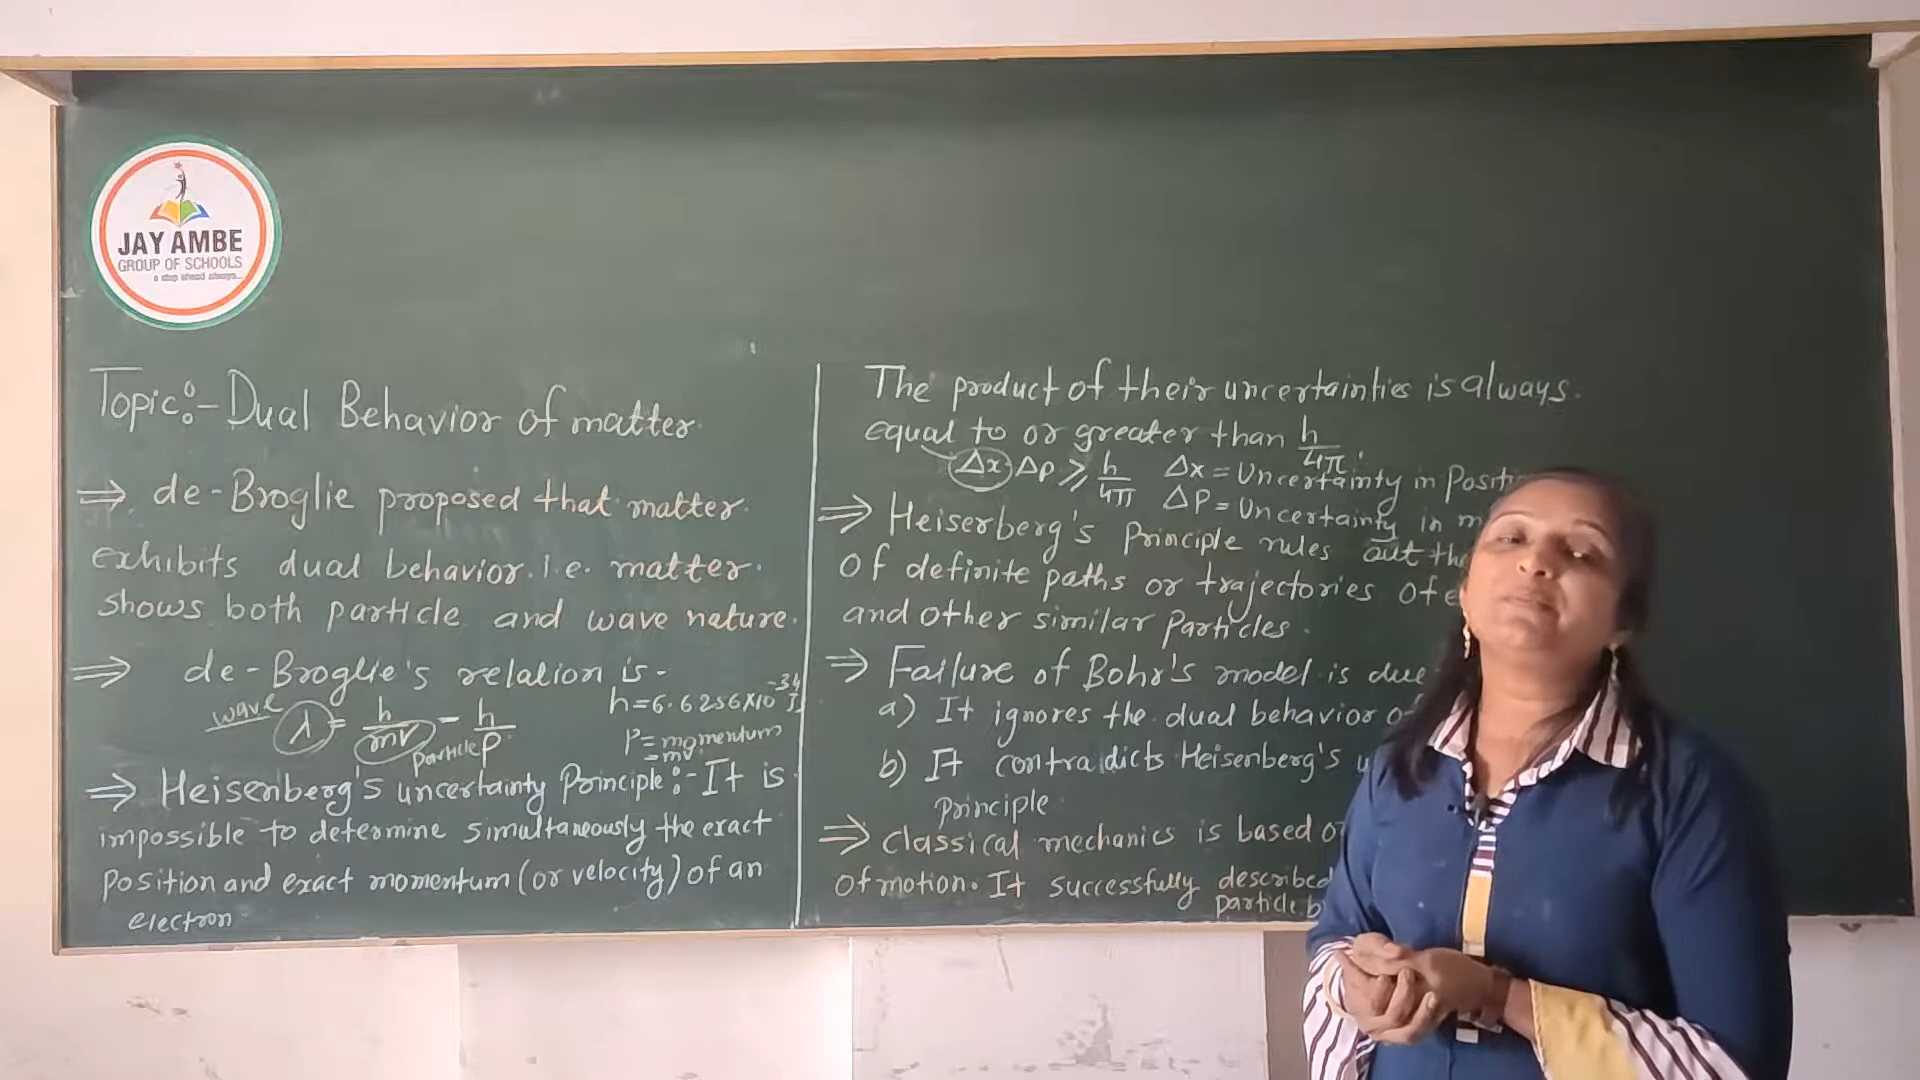 JAY AMBE
GROUP OF SCHOOLS
a step ahead always...
Topic:- Dual Behavior of matter
⇒ de-Broglie proposed that matter
exhibits dual behavior i.e. matter
shows both particle and wave nature.
⇒ de-Broglie's relation is -
wave λ = h/mv = h/p
particle
h=6.6256×10⁻³⁴ J
P=momentum
=mv
⇒ Heisenberg's uncertainty Principle:- It is
impossible to determine simultaneously the exact
position and exact momentum (or velocity) of an
electron
The product of their uncertainties is always.
equal to or greater than h/4π.
Δx Δp ≥ h/4π Δx = Uncertainty in Positi
ΔP = Uncertainty in m
⇒ Heiserberg's Principle rules out the
of definite paths or trajectories of e
and other similar Particles.
⇒ Failure of Bohr's model is due
a) It ignores the dual behavior of
b) It contradicts Heisenberg's u
principle
⇒ classical mechanics is based o
of motion. It successfully described
particle b